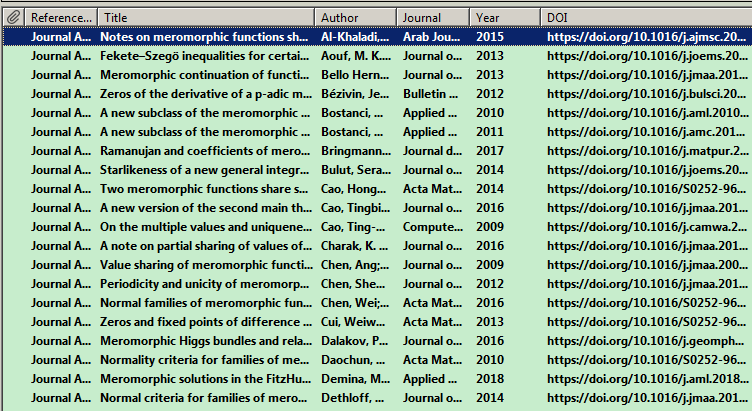 Reference... Title Author Journal Year DOI
Journal A... Notes on meromorphic functions sh... Al-Khaladi,... Arab Jou... 2015 https://doi.org/10.1016/j.ajmsc.20...
Journal A... Fekete–Szegö inequalities for certai... Aouf, M. K.... Journal o... 2013 https://doi.org/10.1016/j.joems.20...
Journal A... Meromorphic continuation of functi... Bello Hern... Journal o... 2013 https://doi.org/10.1016/j.jmaa.201...
Journal A... Zeros of the derivative of a p-adic m... Bézivin, Je... Bulletin ... 2012 https://doi.org/10.1016/j.bulsci.20...
Journal A... A new subclass of the meromorphic ... Bostanci, ... Applied ... 2010 https://doi.org/10.1016/j.aml.2010...
Journal A... A new subclass of the meromorphic ... Bostanci, ... Applied ... 2011 https://doi.org/10.1016/j.amc.201...
Journal A... Ramanujan and coefficients of mero... Bringmann... Journal d... 2017 https://doi.org/10.1016/j.matpur.2...
Journal A... Starlikeness of a new general integr... Bulut, Sera... Journal o... 2014 https://doi.org/10.1016/j.joems.20...
Journal A... Two meromorphic functions share s... Cao, Hong... Acta Mat... 2014 https://doi.org/10.1016/S0252-96...
Journal A... A new version of the second main th... Cao, Tingbi... Journal o... 2016 https://doi.org/10.1016/j.jmaa.201...
Journal A... On the multiple values and uniquene... Cao, Ting-... Compute... 2009 https://doi.org/10.1016/j.camwa.2...
Journal A... A note on partial sharing of values of... Charak, K. ... Journal o... 2016 https://doi.org/10.1016/j.jmaa.201...
Journal A... Value sharing of meromorphic functi... Chen, Ang;... Journal o... 2009 https://doi.org/10.1016/j.jmaa.200...
Journal A... Periodicity and unicity of meromorp... Chen, She... Journal o... 2012 https://doi.org/10.1016/j.jmaa.201...
Journal A... Normal families of meromorphic fun... Chen, Wei;... Acta Mat... 2016 https://doi.org/10.1016/S0252-96...
Journal A... Zeros and fixed points of difference ... Cui, Weiw... Acta Mat... 2013 https://doi.org/10.1016/S0252-96...
Journal A... Meromorphic Higgs bundles and rela... Dalakov, P... Journal o... 2016 https://doi.org/10.1016/j.geomph...
Journal A... Normality criteria for families of me... Daochun, ... Acta Mat... 2010 https://doi.org/10.1016/S0252-96...
Journal A... Meromorphic solutions in the FitzHu... Demina, M... Applied ... 2018 https://doi.org/10.1016/j.aml.2018...
Journal A... Normal criteria for families of mero... Dethloff, ... Journal o... 2014 https://doi.org/10.1016/j.jmaa.201...